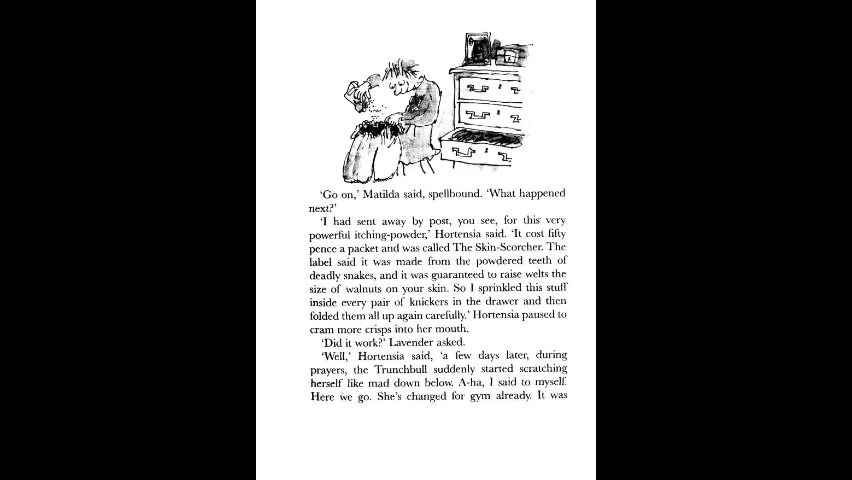 'Go on,' Matilda said, spellbound. 'What happened
next?'
'I had sent away by post, you see, for this very
powerful itching-powder,' Hortensia said. 'It cost fifty
pence a packet and was called The Skin-Scorcher. The
label said it was made from the powdered teeth of
deadly snakes, and it was guaranteed to raise welts the
size of walnuts on your skin. So I sprinkled this stuff
inside every pair of knickers in the drawer and then
folded them all up again carefully.' Hortensia paused to
cram more crisps into her mouth.
'Did it work?' Lavender asked.
'Well,' Hortensia said, 'a few days later, during
prayers, the Trunchbull suddenly started scratching
herself like mad down below. A-ha, I said to myself.
Here we go. She's changed for gym already. It was